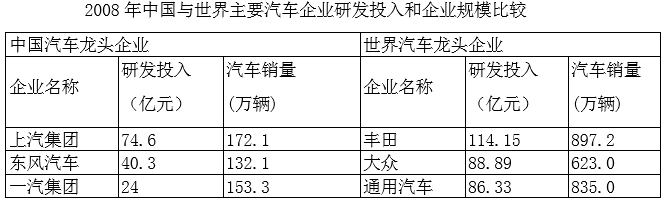 2008 年中国与世界主要汽车企业研发投入和企业规模比较
中国汽车龙头企业 世界汽车龙头企业
企业名称 研发投入（亿元） 汽车销量(万辆) 企业名称 研发投入（亿元） 汽车销量(万辆)
上汽集团 74.6 172.1 丰田 114.15 897.2
东风汽车 40.3 132.1 大众 88.89 623.0
一汽集团 24 153.3 通用汽车 86.33 835.0